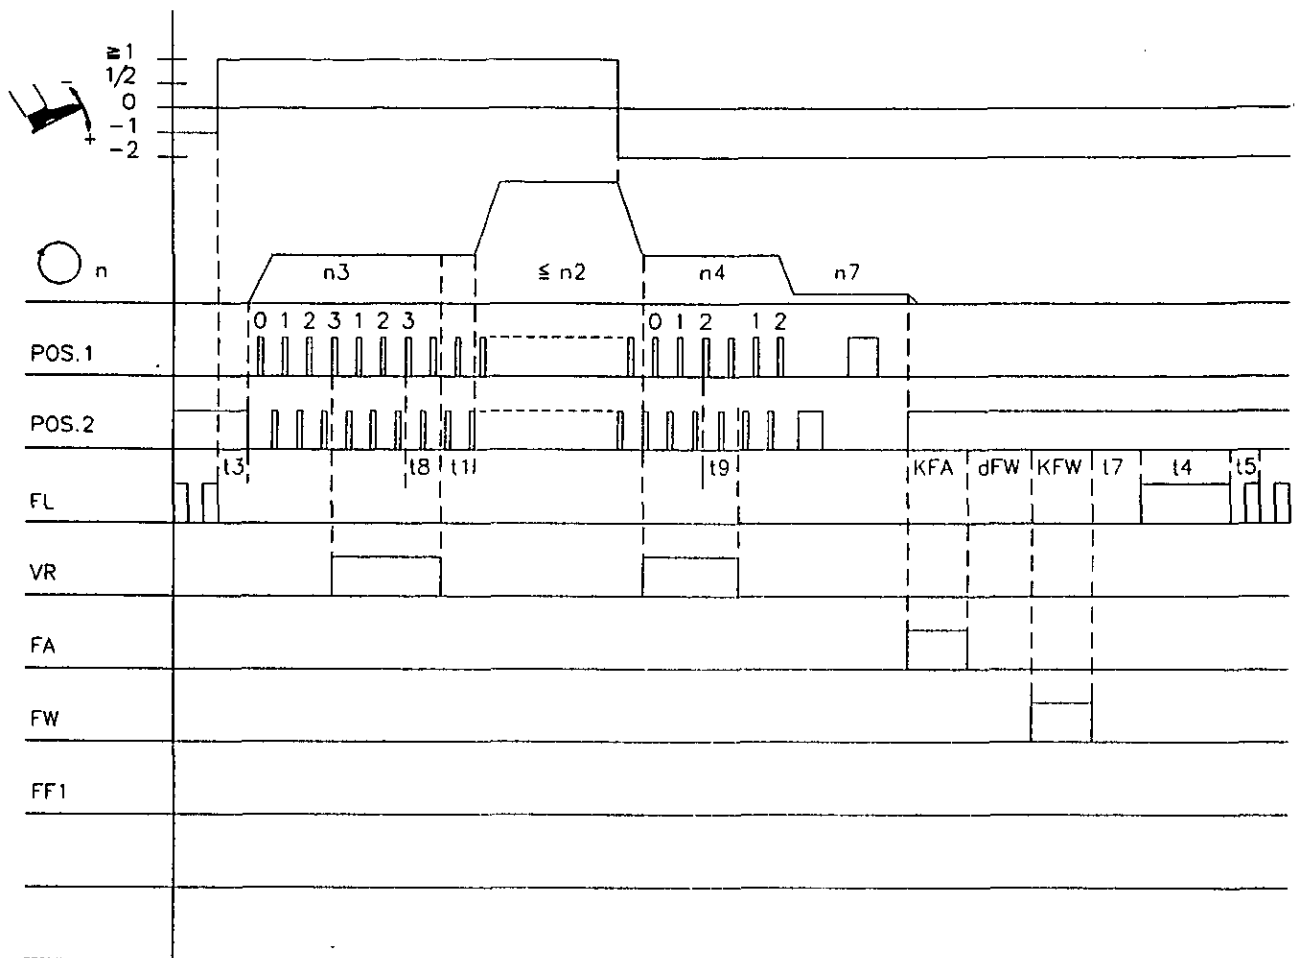 ≧1
1/2
0
-1
-2
- +
n
n3 ≦ n2 n4 n7
0 1 2 3 1 2 3 0 1 2 1 2
POS.1
POS.2
t3 t8 t1 t9 KFA dFW KFW t7 t4 t5
FL
VR
FA
FW
FF1